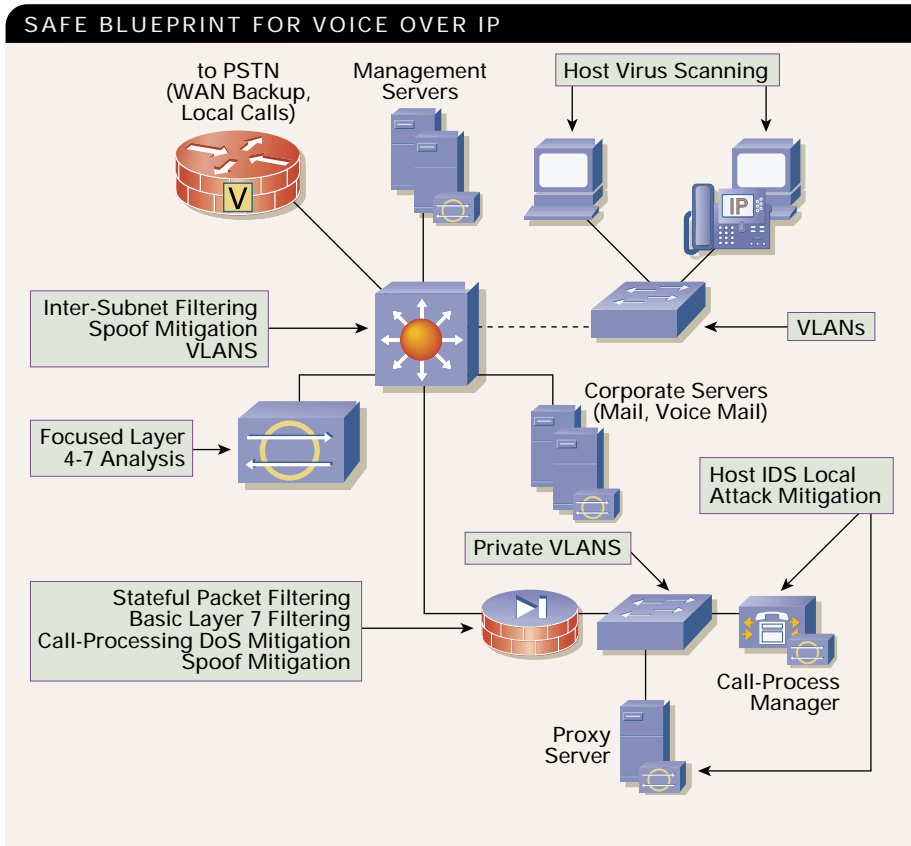 SAFE BLUEPRINT FOR VOICE OVER IP
to PSTN
(WAN Backup,
Local Calls)
V
Management
Servers
Host Virus Scanning
IP
Inter-Subnet Filtering
Spoof Mitigation
VLANS
VLANs
Corporate Servers
(Mail, Voice Mail)
Focused Layer
4-7 Analysis
Host IDS Local
Attack Mitigation
Private VLANS
Stateful Packet Filtering
Basic Layer 7 Filtering
Call-Processing DoS Mitigation
Spoof Mitigation
Call-Process
Manager
Proxy
Server